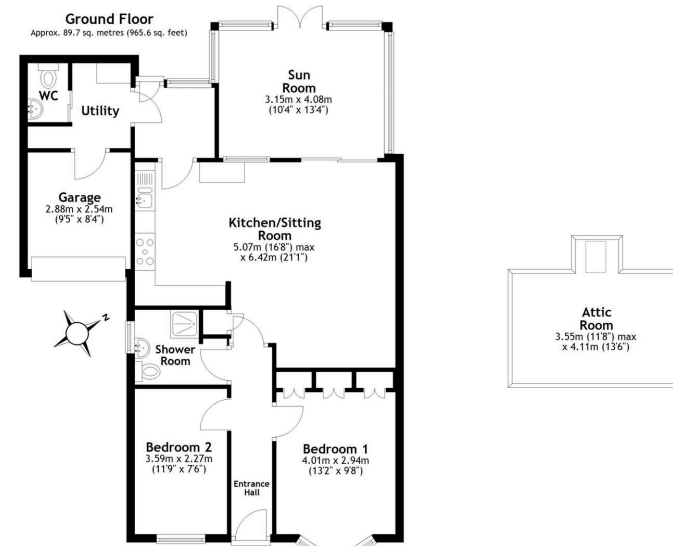 Ground Floor
Approx. 89.7 sq. metres (965.6 sq. feet)
Sun
Room
3.15m x 4.08m
(10'4" x 13'4")
WC
Utility
Garage
2.88m x 2.54m
(9'5" x 8'4")
Kitchen/Sitting
Room
5.07m (16'8") max
x 6.42m (21'1")
Z
Attic
Room
3.55m (11'8") max
x 4.11m (13'6")
Shower
Room
Bedroom 2
3.59m x 2.27m
(11'9" x 7'6")
Entrance
Hall
Bedroom 1
4.01m x 2.94m
(13'2" x 9'8")